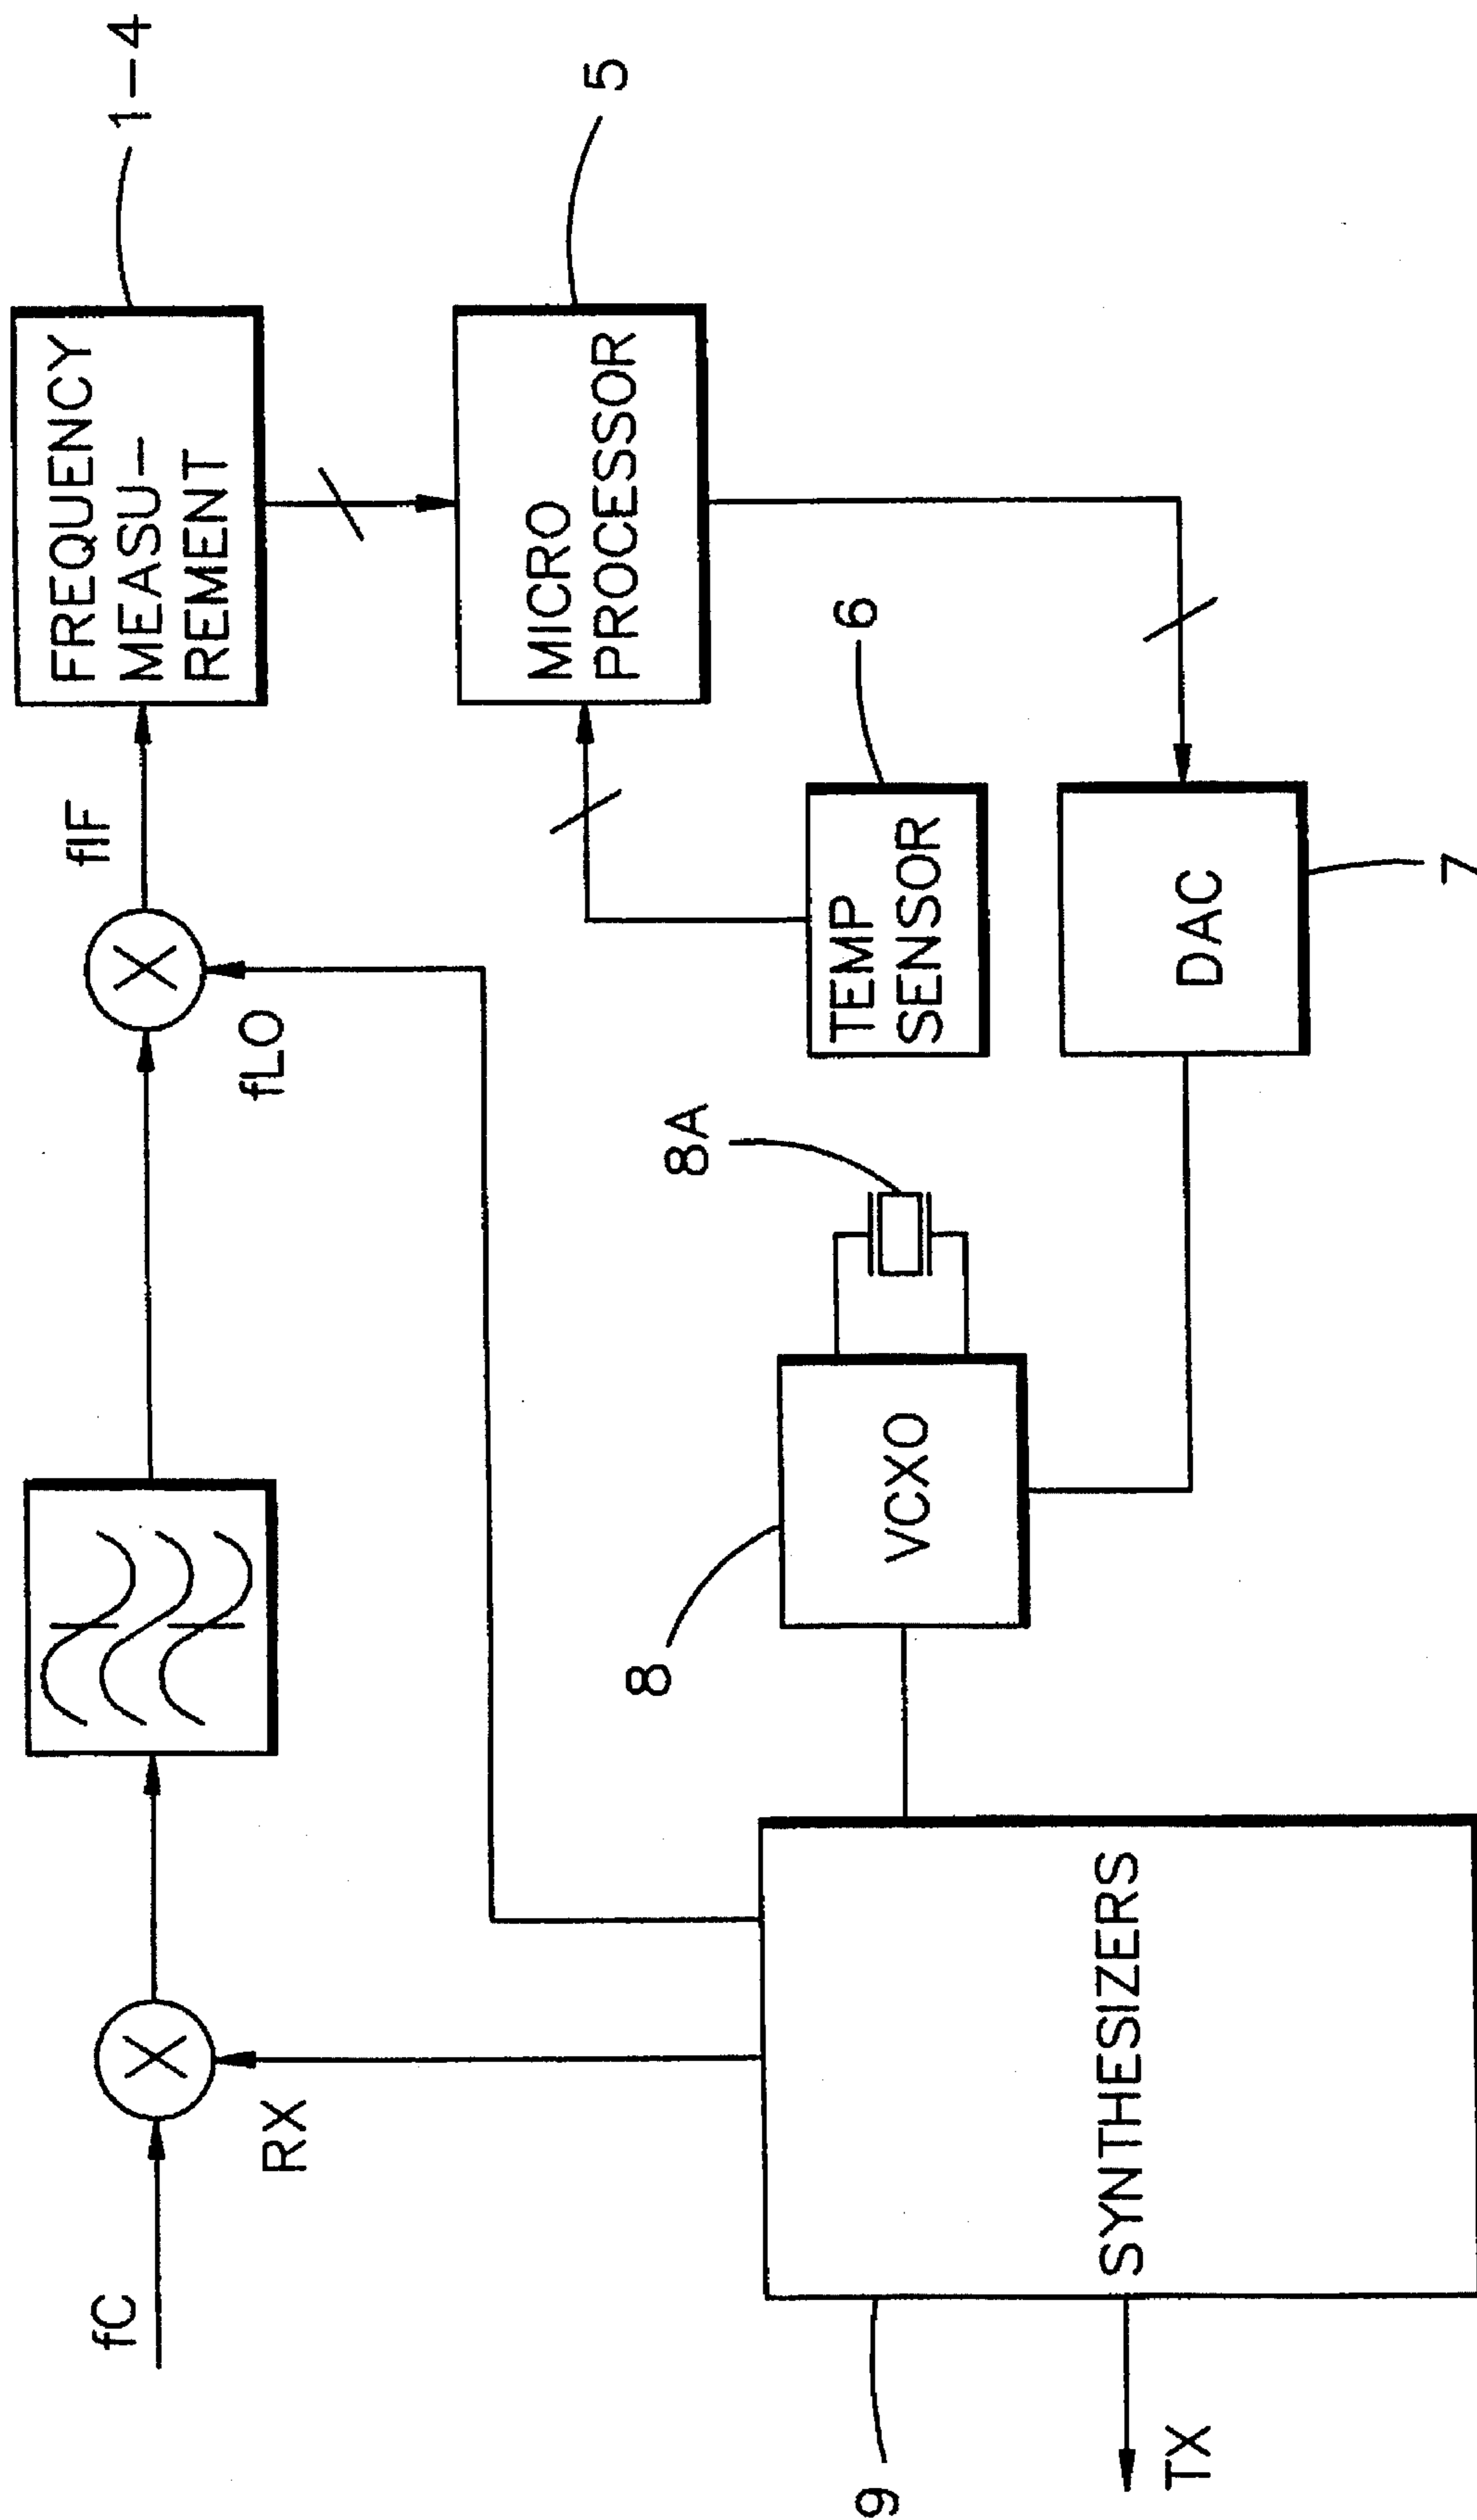 fC
RX
fLO
fIF
FREQUENCY
MEASU-
REMENT
1-4
MICRO
PROCESSOR
5
TEMP
SENSOR
6
DAC
7
VCXO
8
8A
SYNTHESIZERS
9
TX